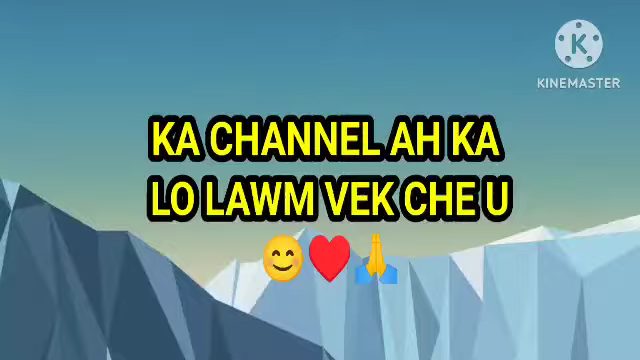 KINEMASTER
KA CHANNEL AH KA
LO LAWM VEK CHE U
😊❤️🙏